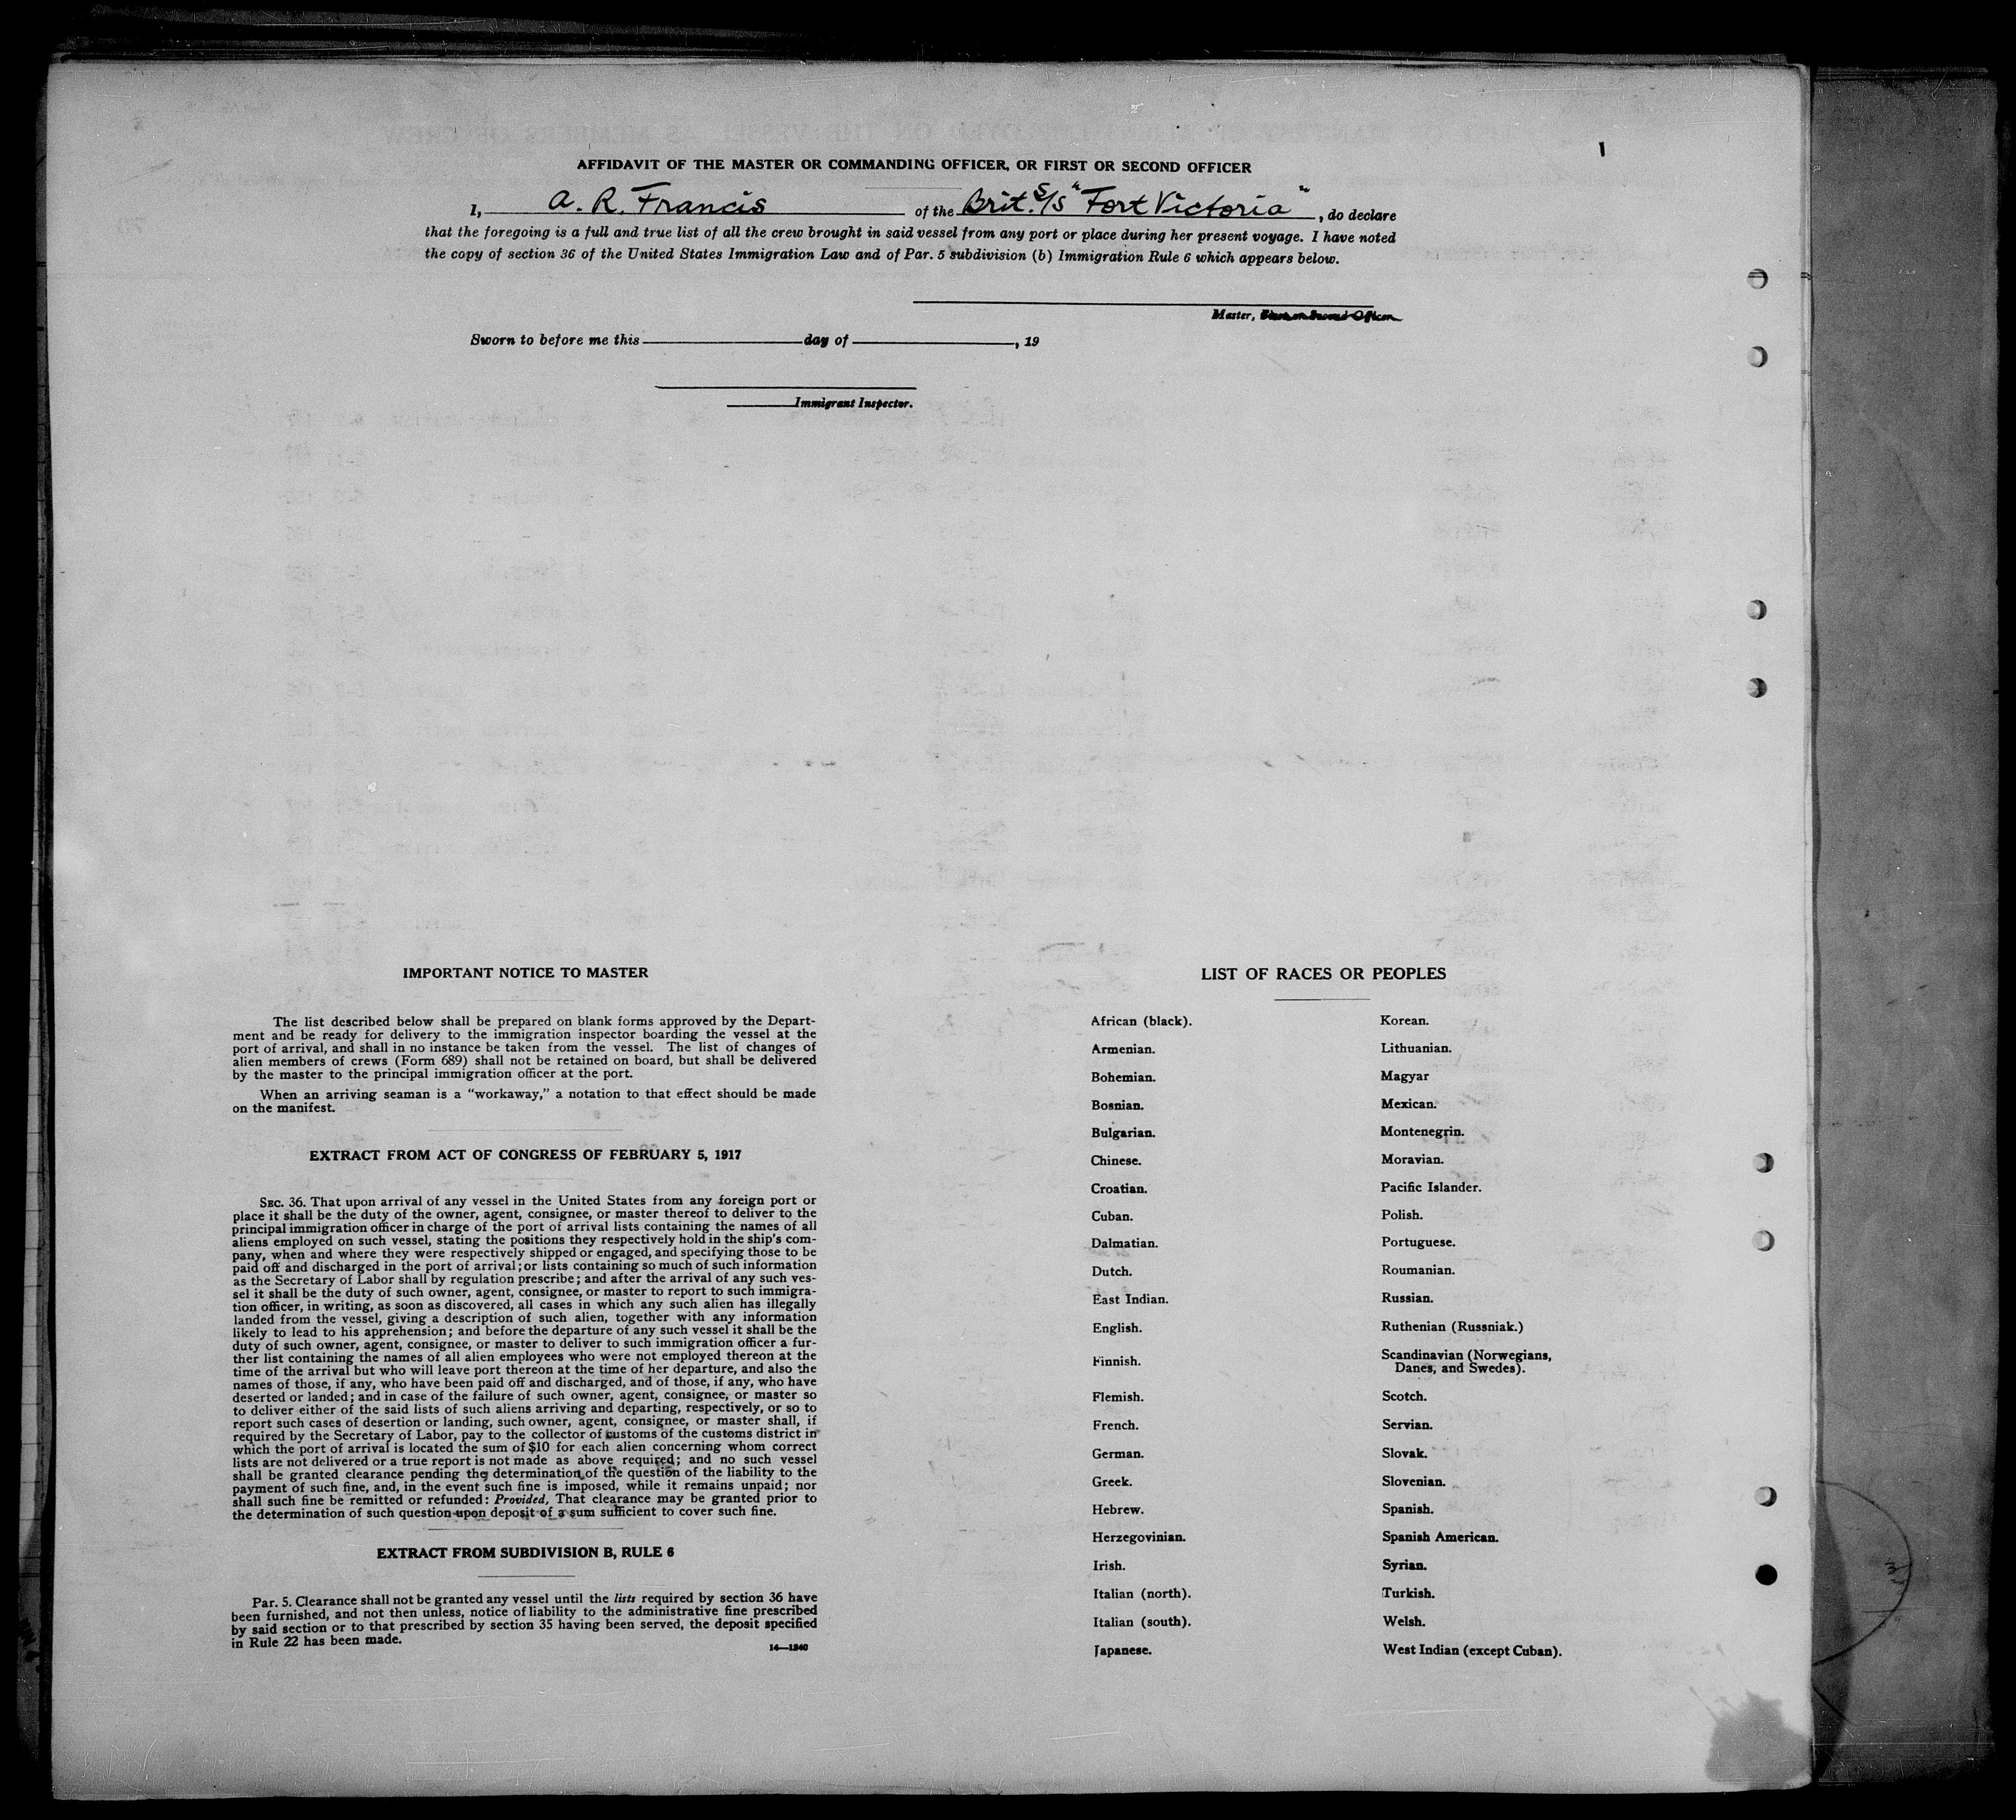 AFFIDAVIT OF THE MASTER OR COMMANDING OFFICER, OR FIRST OR SECOND OFFICER
I, A. R. Francis of the Brit. S/S "Fort Victoria", do declare
that the foregoing is a full and true list of all the crew brought in said vessel from any port or place during her present voyage. I have noted
the copy of section 36 of the United States Immigration Law and of Par. 5 subdivision (b) Immigration Rule 6 which appears below.
Master, First or Second Officer.
Sworn to before me this day of , 19
Immigrant Inspector.
IMPORTANT NOTICE TO MASTER
The list described below shall be prepared on blank forms approved by the Depart-
ment and be ready for delivery to the immigration inspector boarding the vessel at the
port of arrival, and shall in no instance be taken from the vessel. The list of changes of
alien members of crews (Form 689) shall not be retained on board, but shall be delivered
by the master to the principal immigration officer at the port.
When an arriving seaman is a "workaway," a notation to that effect should be made
on the manifest.
EXTRACT FROM ACT OF CONGRESS OF FEBRUARY 5, 1917
SEC. 36. That upon arrival of any vessel in the United States from any foreign port or
place it shall be the duty of the owner, agent, consignee, or master thereof to deliver to the
principal immigration officer in charge of the port of arrival lists containing the names of all
aliens employed on such vessel, stating the positions they respectively hold in the ship's com-
pany, when and where they were respectively shipped or engaged, and specifying those to be
paid off and discharged in the port of arrival; or lists containing so much of such information
as the Secretary of Labor shall by regulation prescribe; and after the arrival of any such ves-
sel it shall be the duty of such owner, agent, consignee, or master to report to such immigra-
tion officer, in writing, as soon as discovered, all cases in which any such alien has illegally
landed from the vessel, giving a description of such alien, together with any information
likely to lead to his apprehension; and before the departure of any such vessel it shall be the
duty of such owner, agent, consignee, or master to deliver to such immigration officer a fur-
ther list containing the names of all alien employees who were not employed thereon at the
time of the arrival but who will leave port thereon at the time of her departure, and also the
names of those, if any, who have been paid off and discharged, and of those, if any, who have
deserted or landed; and in case of the failure of such owner, agent, consignee, or master so
to deliver either of the said lists of such aliens arriving and departing, respectively, or so to
report such cases of desertion or landing, such owner, agent, consignee, or master shall, if
required by the Secretary of Labor, pay to the collector of customs of the customs district in
which the port of arrival is located the sum of $10 for each alien concerning whom correct
lists are not delivered or a true report is not made as above required; and no such vessel
shall be granted clearance pending the determination of the question of the liability to the
payment of such fine, and, in the event such fine is imposed, while it remains unpaid; nor
shall such fine be remitted or refunded: Provided, That clearance may be granted prior to
the determination of such question upon deposit of a sum sufficient to cover such fine.
EXTRACT FROM SUBDIVISION B, RULE 6
Par. 5. Clearance shall not be granted any vessel until the lists required by section 36 have
been furnished, and not then unless, notice of liability to the administrative fine prescribed
by said section or to that prescribed by section 35 having been served, the deposit specified
in Rule 22 has been made.
14—1240
LIST OF RACES OR PEOPLES
African (black).
Armenian.
Bohemian.
Bosnian.
Bulgarian.
Chinese.
Croatian.
Cuban.
Dalmatian.
Dutch.
East Indian.
English.
Finnish.
Flemish.
French.
German.
Greek.
Hebrew.
Herzegovinian.
Irish.
Italian (north).
Italian (south).
Japanese.
Korean.
Lithuanian.
Magyar
Mexican.
Montenegrin.
Moravian.
Pacific Islander.
Polish.
Portuguese.
Roumanian.
Russian.
Ruthenian (Russniak.)
Scandinavian (Norwegians,
Danes, and Swedes).
Scotch.
Servian.
Slovak.
Slovenian.
Spanish.
Spanish American.
Syrian.
Turkish.
Welsh.
West Indian (except Cuban).